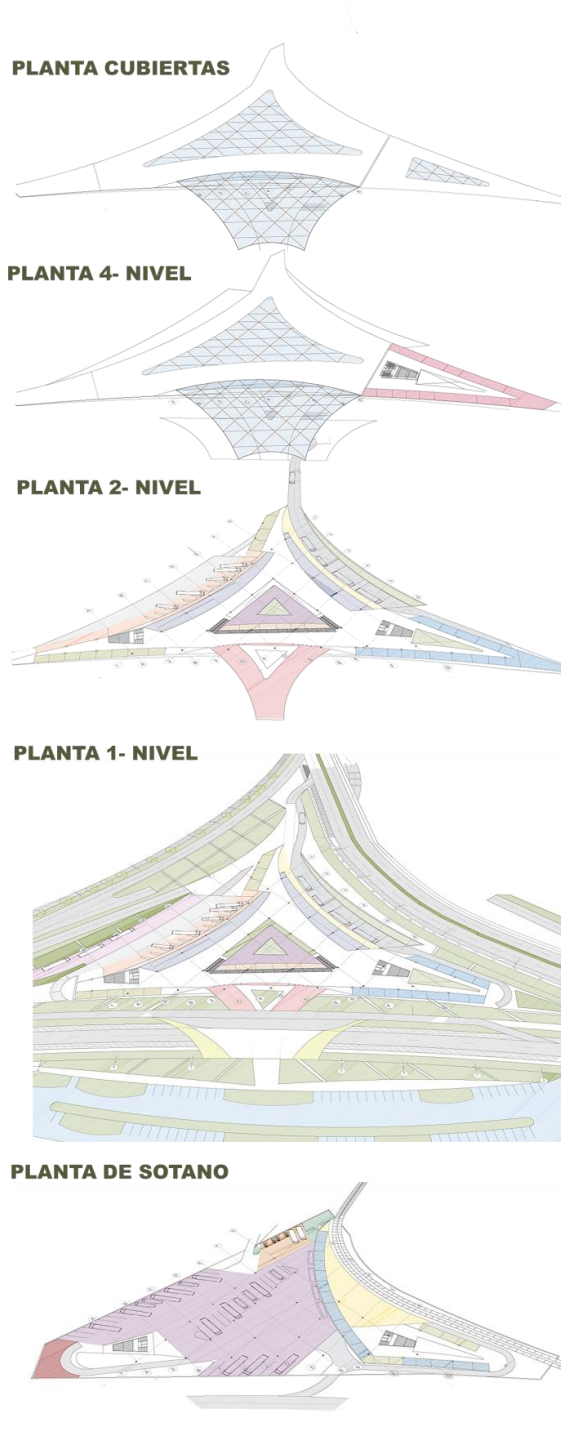 PLANTA CUBIERTAS
PLANTA 4- NIVEL
PLANTA 2- NIVEL
PLANTA 1- NIVEL
PLANTA DE SOTANO